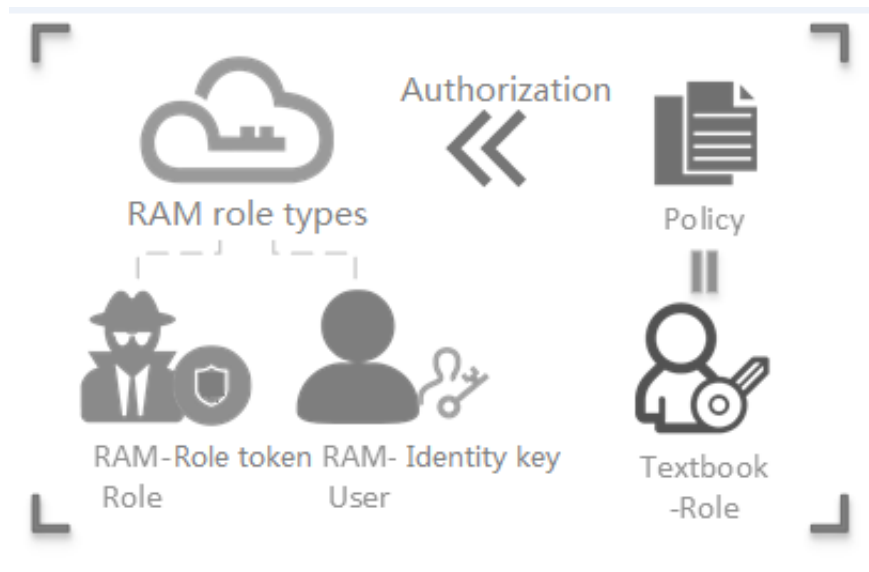 Authorization
RAM role types
Policy
RAM-Role token RAM- Identity key
Role User
Textbook
-Role